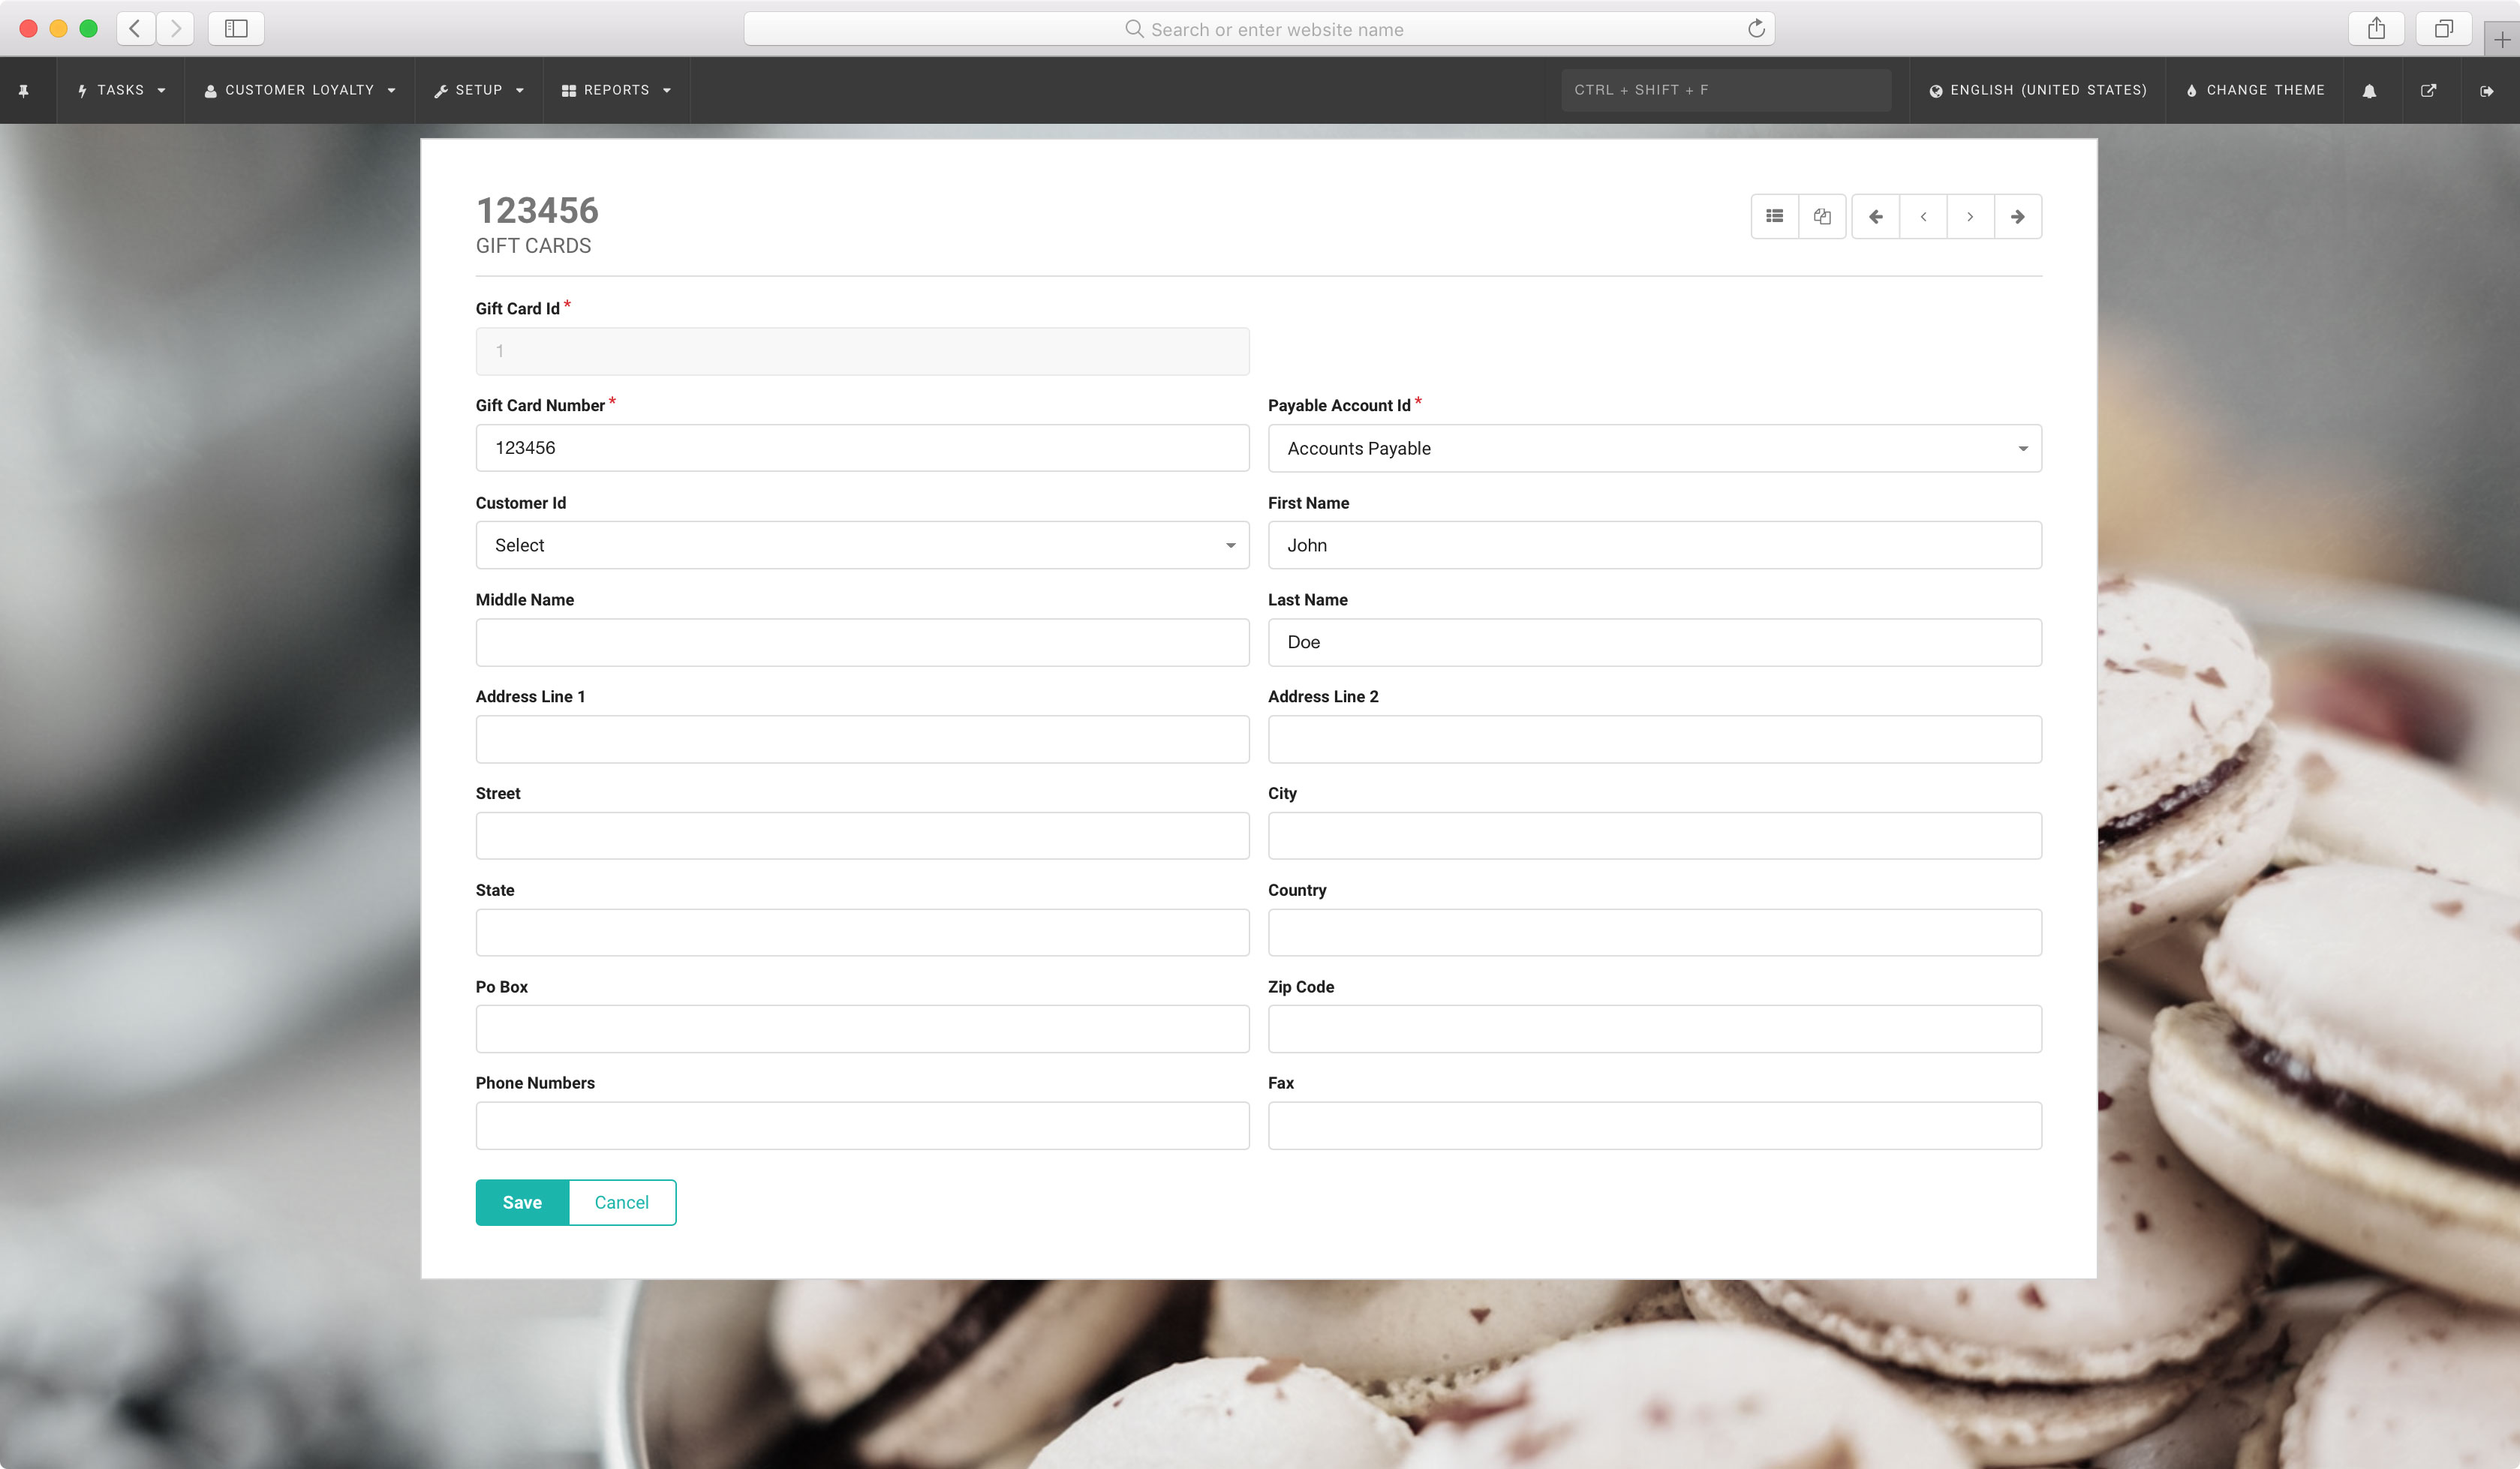 Search or enter website name
TASKS CUSTOMER LOYALTY SETUP REPORTS CTRL + SHIFT + F ENGLISH (UNITED STATES) CHANGE THEME
123456
GIFT CARDS
Gift Card Id *
1
Gift Card Number * Payable Account Id *
123456 Accounts Payable
Customer Id First Name
Select John
Middle Name Last Name
Doe
Address Line 1 Address Line 2
Street City
State Country
Po Box Zip Code
Phone Numbers Fax
Save Cancel